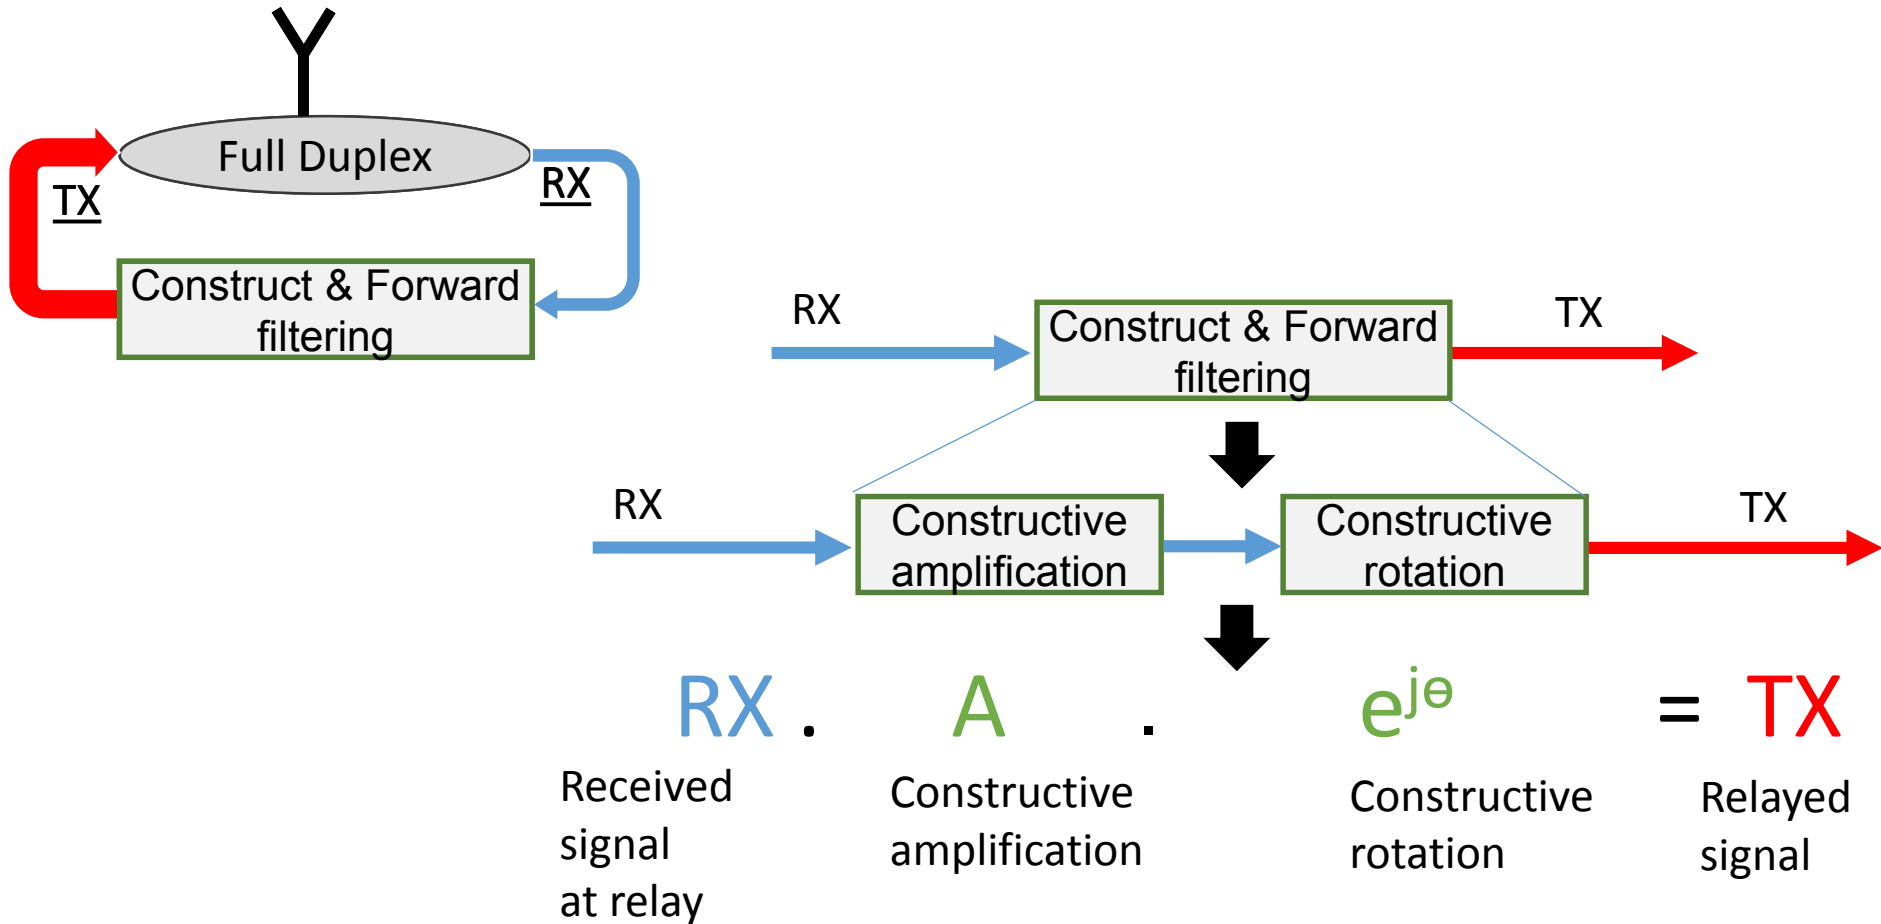 Full Duplex
TX
RX
Construct & Forward
filtering
RX
Construct & Forward
filtering
TX
RX
Constructive
amplification
Constructive
rotation
TX
RX . A . e^jɵ = TX
Received
signal
at relay
Constructive
amplification
Constructive
rotation
Relayed
signal